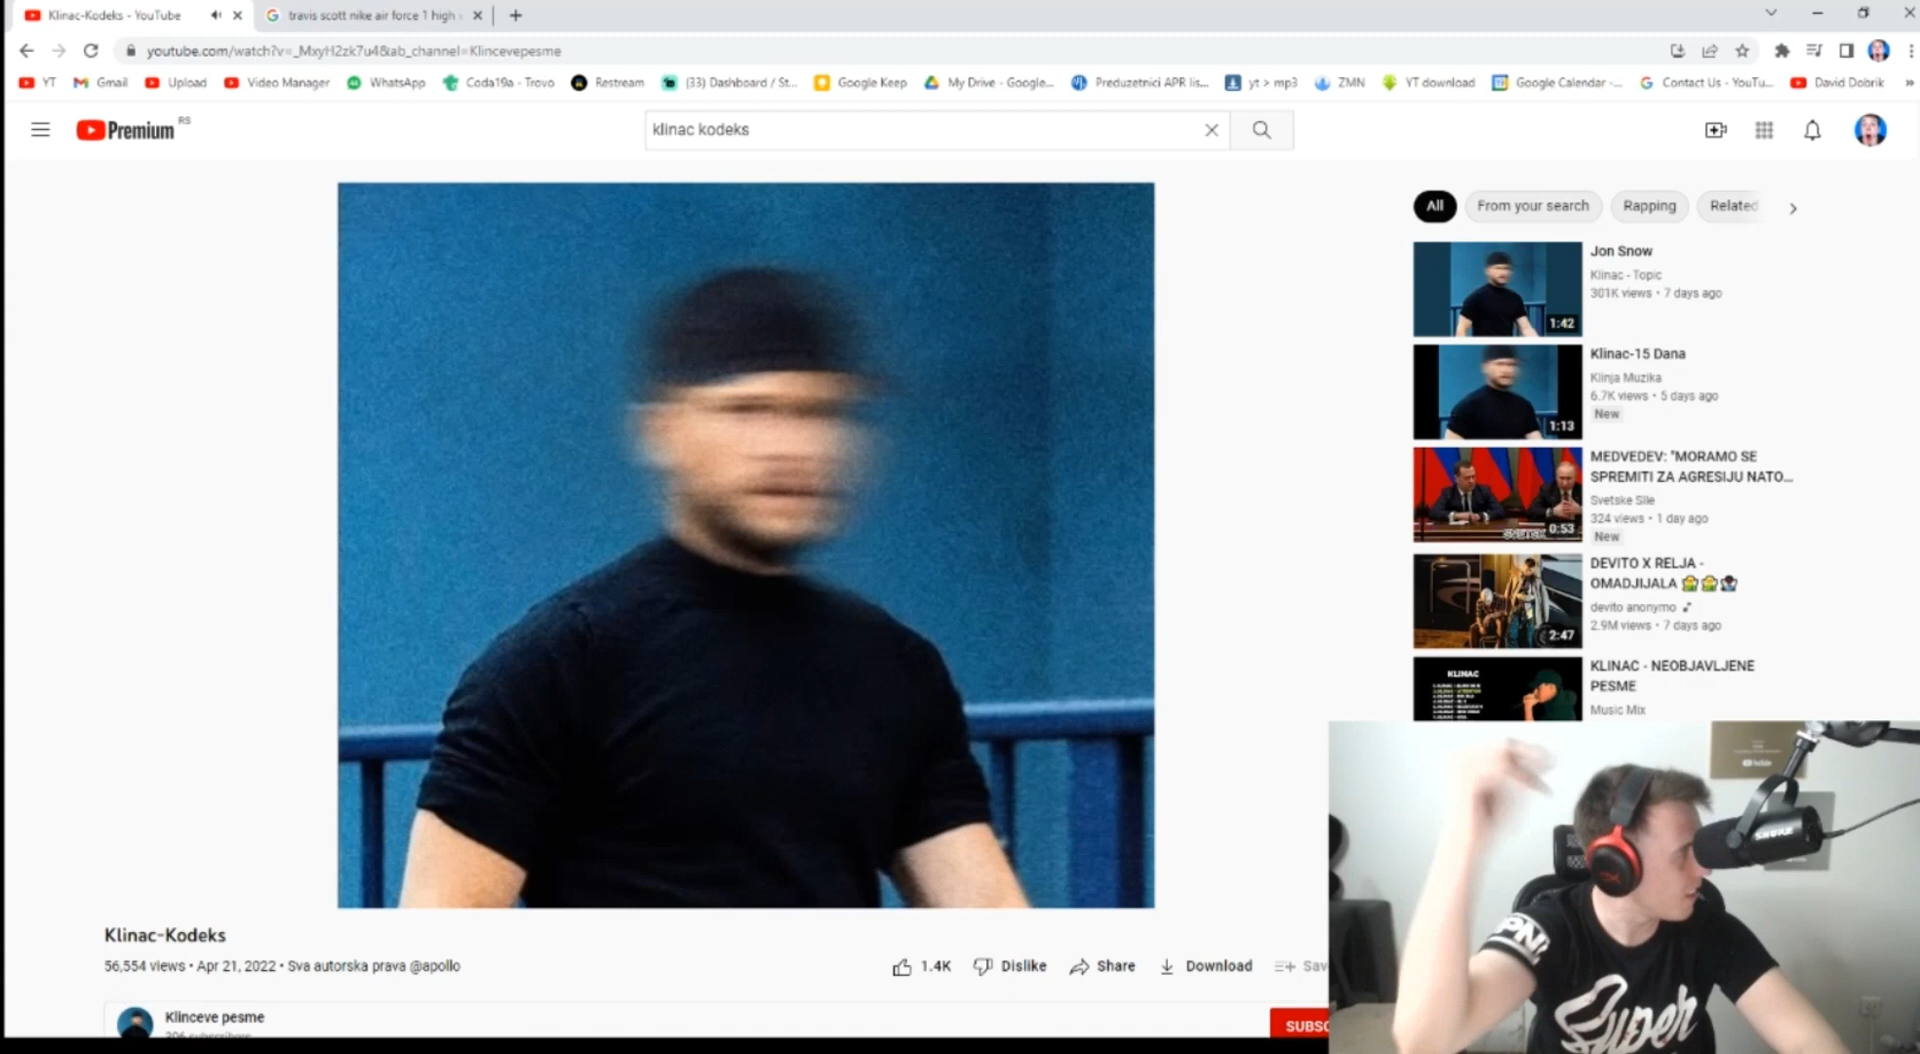 Klinac-Kodeks - YouTube
travis scott nike air force 1 high
youtube.com/watch?v=_MxyH2zk7u4&ab_channel=Klincevepesme
YT
Gmail
Upload
Video Manager
WhatsApp
Coda19a - Trovo
Restream
(33) Dashboard / St...
Google Keep
My Drive - Google...
Preduzetnici APR lis...
yt > mp3
ZMN
YT download
Google Calendar -...
Contact Us - YouTu...
David Dobrik
»
Premium RS
klinac kodeks
All
From your search
Rapping
Related
Jon Snow
Klinac - Topic
301K views • 7 days ago
1:42
Klinac-15 Dana
Klinja Muzika
6.7K views • 5 days ago
New
1:13
MEDVEDEV: "MORAMO SE
SPREMITI ZA AGRESIJU NATO...
Svetske Sile
324 views • 1 day ago
New
0:53
DEVITO X RELJA -
OMADJIJALA
devito anonymo
2.9M views • 7 days ago
2:47
KLINAC - NEOBJAVLJENE
PESME
Music Mix
KLINAC
Klinac-Kodeks
56,554 views • Apr 21, 2022 • Sva autorska prava @apollo
1.4K
Dislike
Share
Download
Sav
Klinceve pesme
SUBSC
SHURE
Super